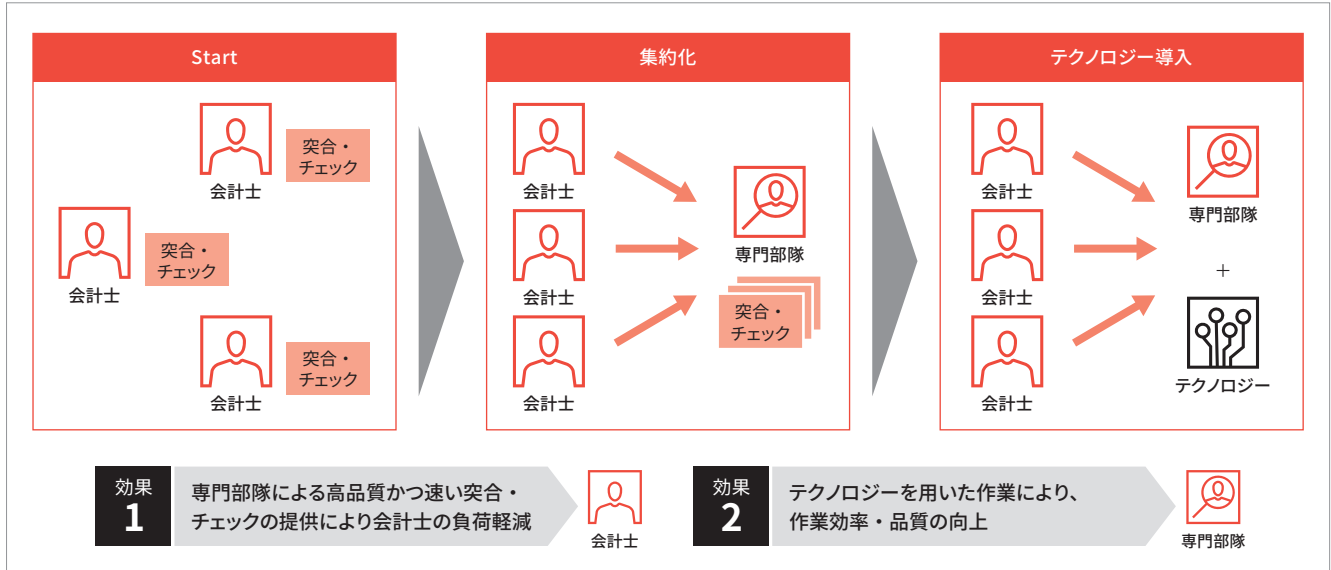 Start
突合・
チェック
会計士
突合・
チェック
会計士
突合・
チェック
会計士
集約化
会計士
会計士
会計士
専門部隊
突合・
チェック
テクノロジー導入
会計士
会計士
会計士
専門部隊
+
テクノロジー
効果
1
専門部隊による高品質かつ速い突合・
チェックの提供により会計士の負荷軽減
会計士
効果
2
テクノロジーを用いた作業により、
作業効率・品質の向上
専門部隊